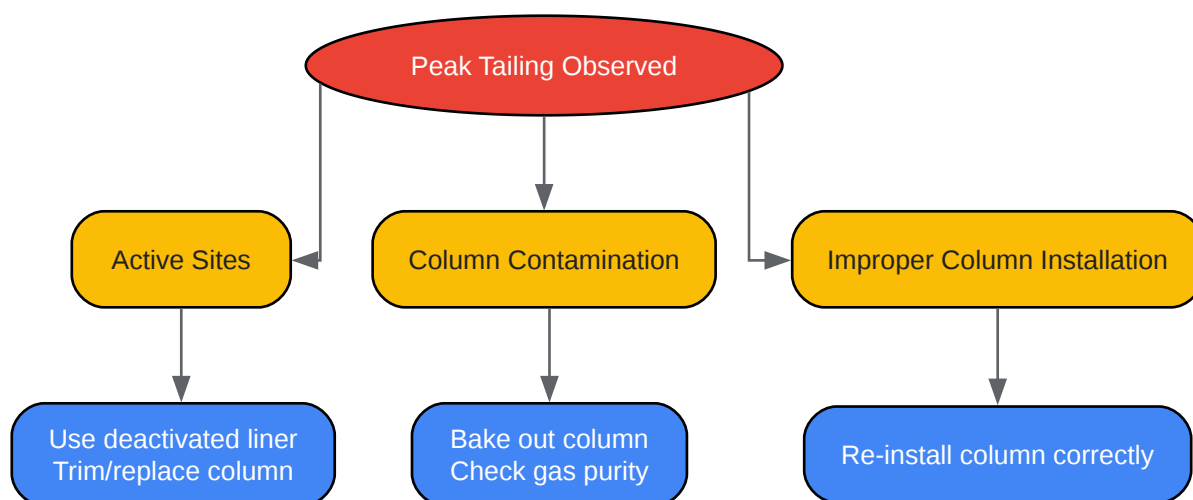 Peak Tailing Observed
Active Sites
Column Contamination
Improper Column Installation
Use deactivated liner
Trim/replace column
Bake out column
Check gas purity
Re-install column correctly